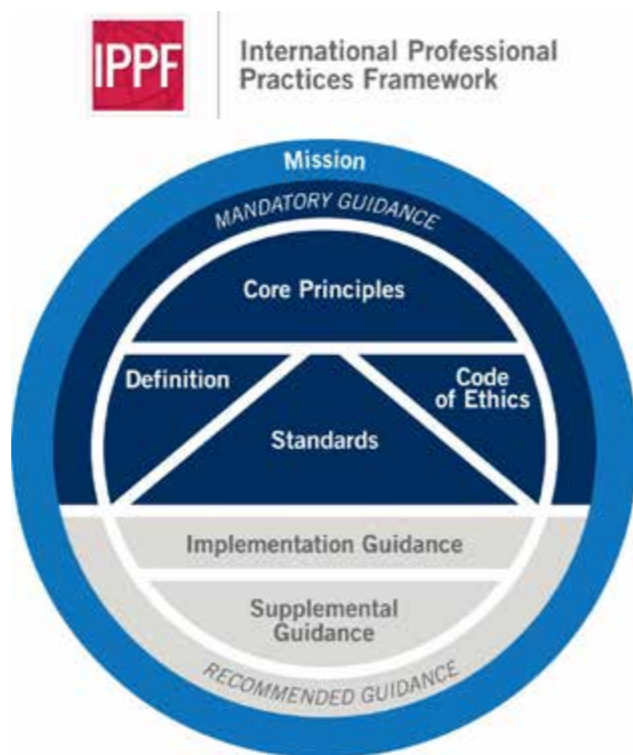 IPPF
International Professional
Practices Framework
Mission
MANDATORY GUIDANCE
Core Principles
Definition
Code
of Ethics
Standards
Implementation Guidance
Supplemental
Guidance
RECOMMENDED GUIDANCE